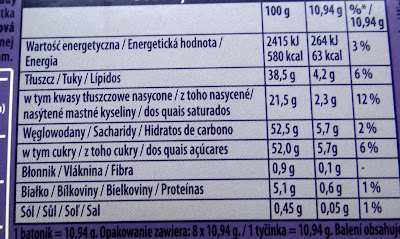 100 g 10,94 g %* / 10,94 g
Wartość energetyczna / Energetická hodnota / 2415 kJ 264 kJ 3 %
Energia 580 kcal 63 kcal
Tłuszcz / Tuky / Lípidos 38,5 g 4,2 g 6 %
w tym kwasy tłuszczowe nasycone / z toho nasycené/ 21,5 g 2,3 g 12 %
nasýtené mastné kyseliny / dos quais saturados
Węglowodany / Sacharidy / Hidratos de carbono 52,5 g 5,7 g 2 %
w tym cukry / z toho cukry / dos quais açúcares 52,0 g 5,7 g 6 %
Błonnik / Vláknina / Fibra 0,9 g 0,1 g -
Białko / Bílkoviny / Bielkoviny / Proteínas 5,1 g 0,6 g 1 %
Sól / Sůl / Soľ / Sal 0,45 g 0,05 g 1 %
1 batonik = 10,94 g. Opakowanie zawiera: 8 x 10,94 g. / 1 tyčinka = 10,94 g. Balení obsahuje